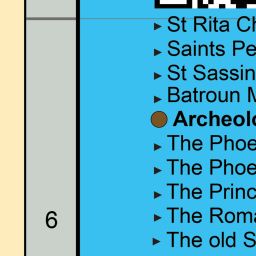 St Rita Ch
Saints Pe
St Sassin
Batroun M
Archeolo
The Phoe
The Phoe
The Princ
The Roma
6
The old S